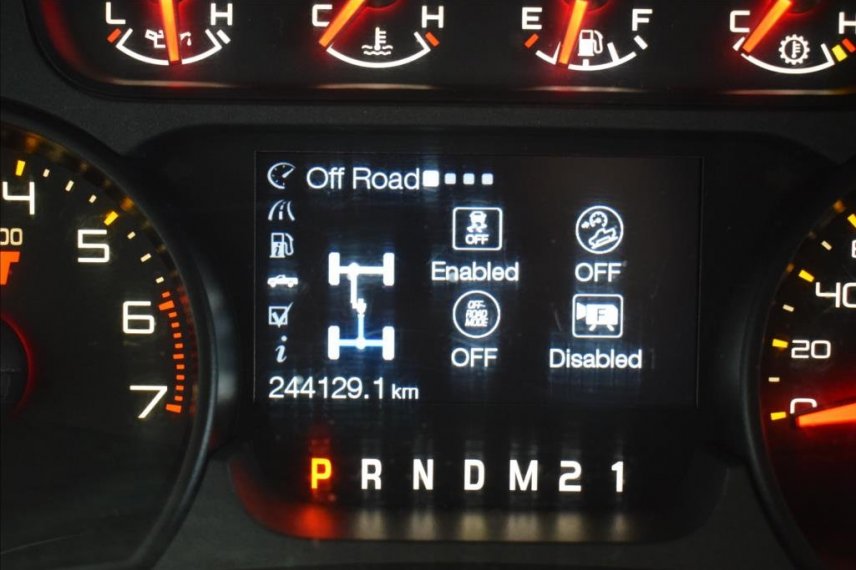 L H C H E F C H
Off Road
OFF
Enabled OFF
OFF-
ROAD
MODE
F
OFF Disabled
i
244129.1 km
P R N D M 2 1
4
5
6
7
00
40
20
0